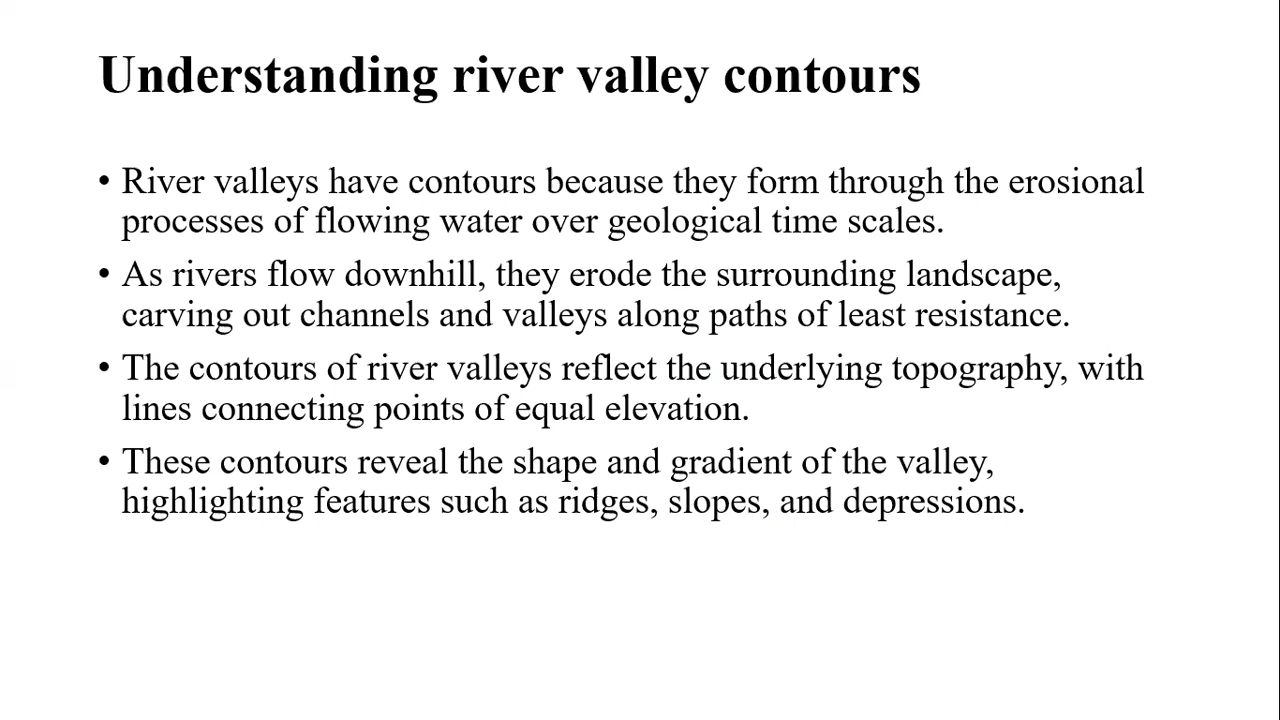 Understanding river valley contours
• River valleys have contours because they form through the erosional
processes of flowing water over geological time scales.
• As rivers flow downhill, they erode the surrounding landscape,
carving out channels and valleys along paths of least resistance.
• The contours of river valleys reflect the underlying topography, with
lines connecting points of equal elevation.
• These contours reveal the shape and gradient of the valley,
highlighting features such as ridges, slopes, and depressions.